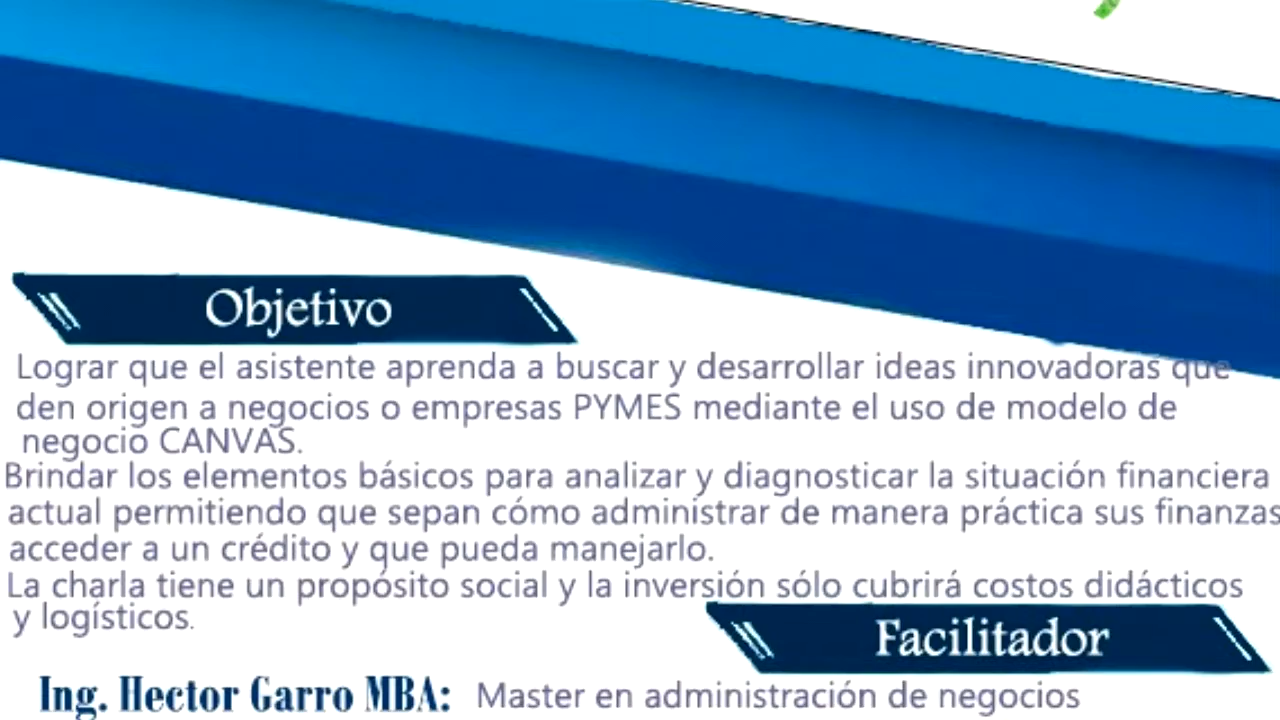 Objetivo
Lograr que el asistente aprenda a buscar y desarrollar ideas innovadoras que
den origen a negocios o empresas PYMES mediante el uso de modelo de
negocio CANVAS.
Brindar los elementos básicos para analizar y diagnosticar la situación financiera
actual permitiendo que sepan cómo administrar de manera práctica sus finanzas
acceder a un crédito y que pueda manejarlo.
La charla tiene un propósito social y la inversión sólo cubrirá costos didácticos
y logísticos.
Facilitador
Ing. Hector Garro MBA: Master en administración de negocios